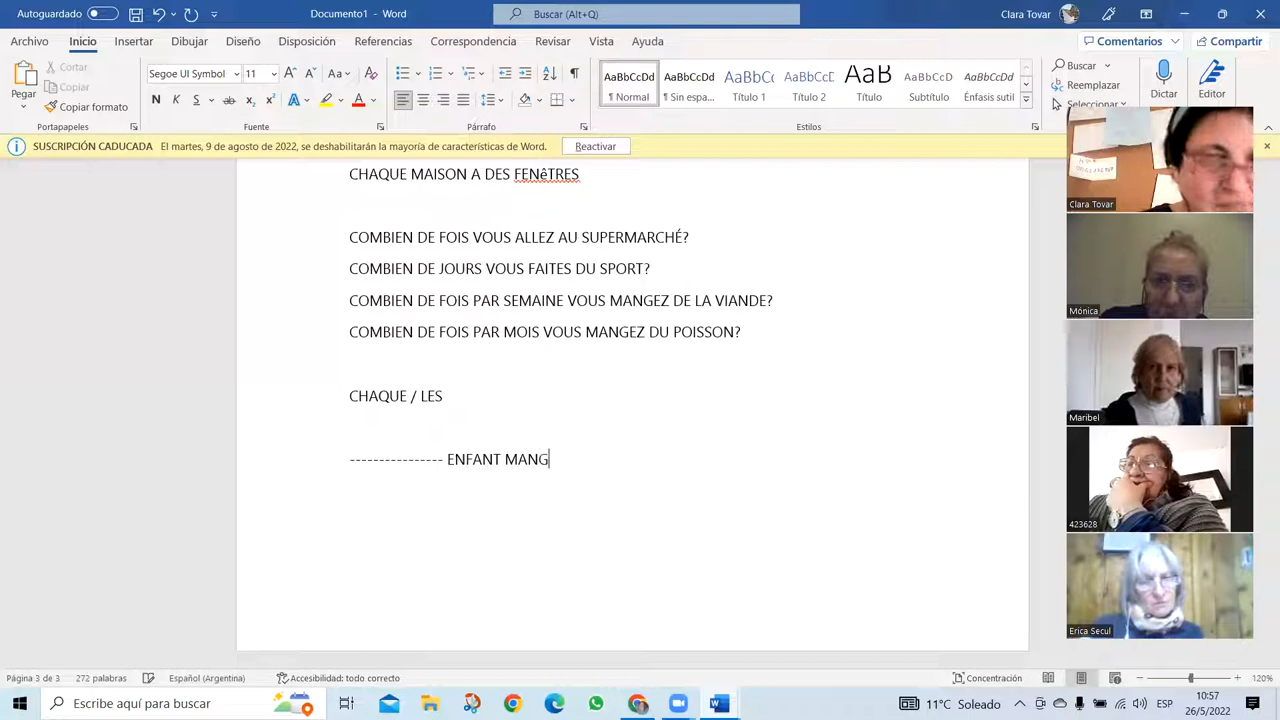 Búsqueda (Alt+Q)
Clara Tovar
Archivo Inicio Insertar Dibujar Diseño Disposición Referencias Correspondencia Revisar Vista Ayuda
Comentarios Compartir
Pegar
Cortar
Copiar
Copiar formato
Portapapeles
Segoe UI Symbol 11
Aa
N K S ab x₂ x² A A
Fuente
Párrafo
AaBbCcDd AaBbCcDd AaBbCc AaBbCcD AaB AaBbCcD AaBbCcDd
¶ Normal ¶ Sin espa... Título 1 Título 2 Título Subtítulo Énfasis sutil
Estilos
Buscar
Reemplazar
Seleccionar
Dictar
Editor
SUSCRIPCIÓN CADUCADA El martes, 9 de agosto de 2022, se deshabilitarán la mayoría de características de Word. Reactivar
CHAQUE MAISON A DES FENêTRES
COMBIEN DE FOIS VOUS ALLEZ AU SUPERMARCHÉ?
COMBIEN DE JOURS VOUS FAITES DU SPORT?
COMBIEN DE FOIS PAR SEMAINE VOUS MANGEZ DE LA VIANDE?
COMBIEN DE FOIS PAR MOIS VOUS MANGEZ DU POISSON?
CHAQUE / LES
---------------- ENFANT MANG
Clara Tovar
Mónica
Maribel
423628
Erica Secul
Página 3 de 3 272 palabras Español (Argentina) Accesibilidad: todo correcto
Concentración
120%
Escribe aquí para buscar
11°C Soleado
ESP
10:57
26/5/2022